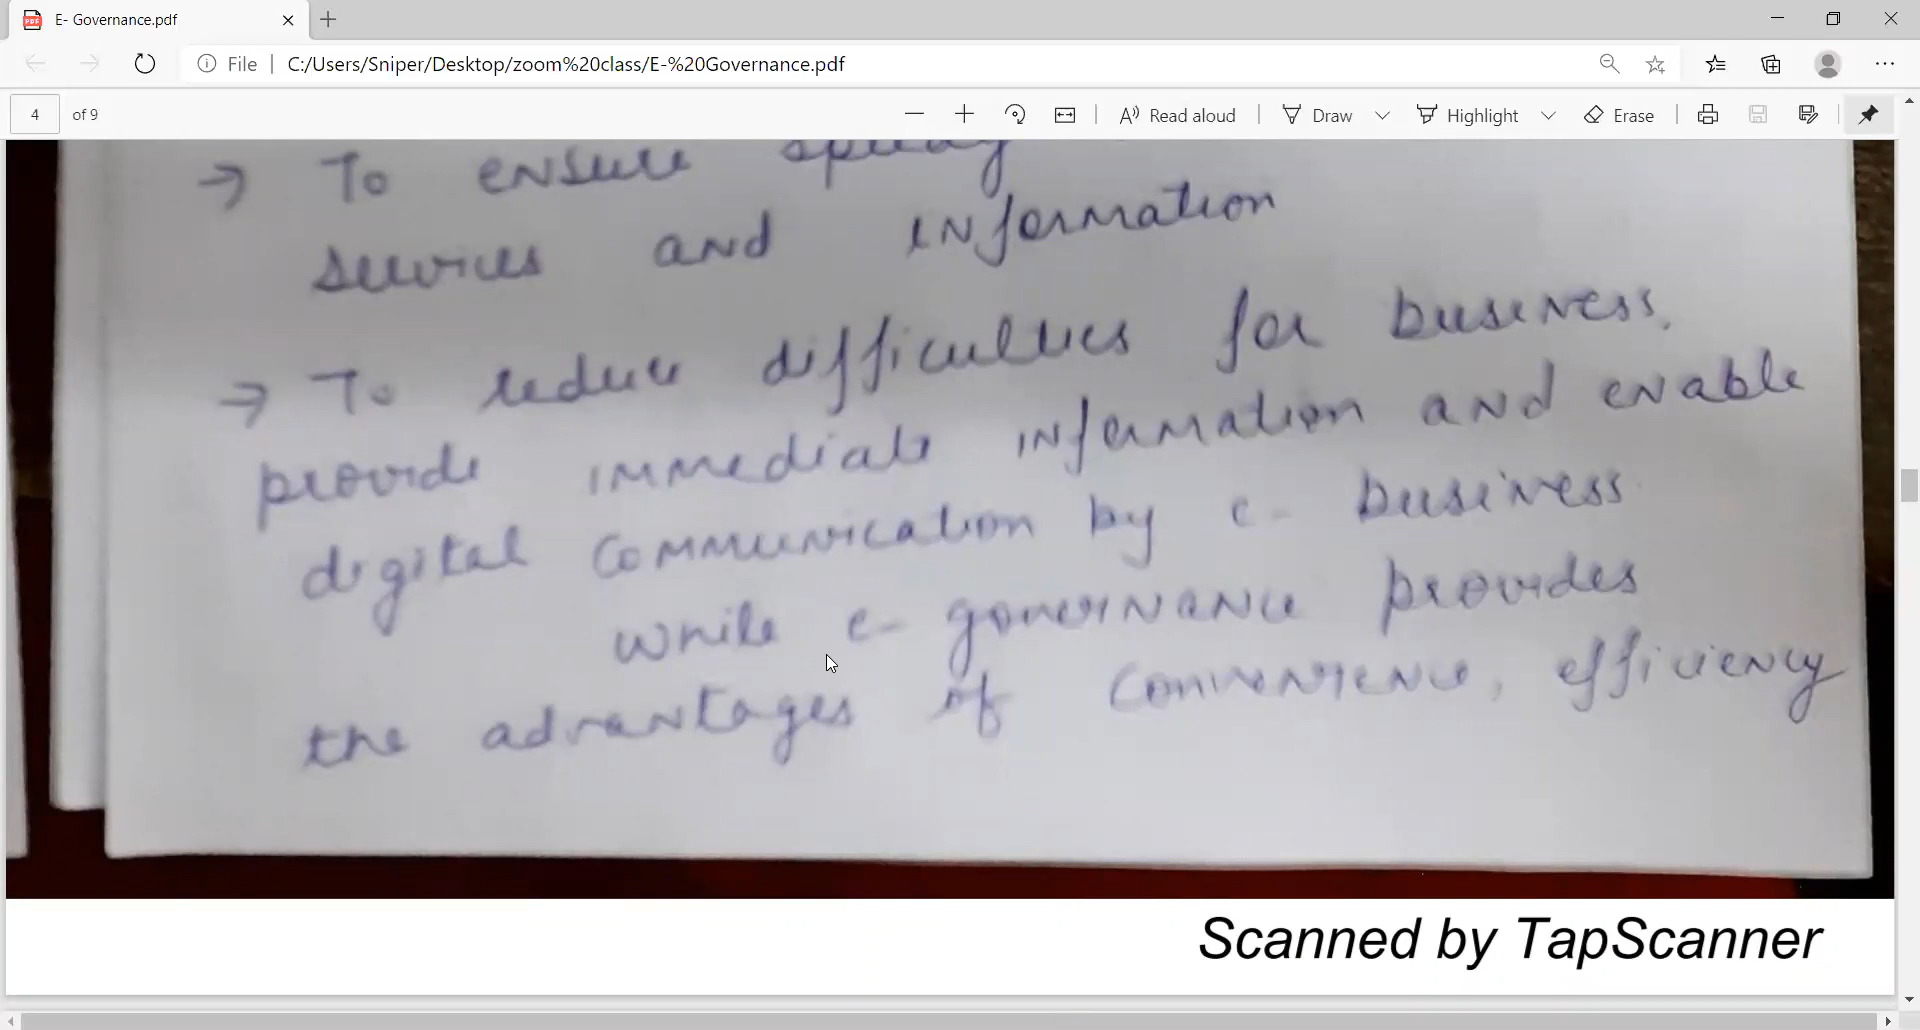 E- Governance.pdf
File | C:/Users/Sniper/Desktop/zoom%20class/E-%20Governance.pdf
4 of 9 Read aloud Draw Highlight Erase
→ To ensure speedy
services and information
→ To reduce difficulties for business,
provide immediate information and enable
digital communication by e- business
while e- governance provides
the advantages of convenience, efficiency
Scanned by TapScanner